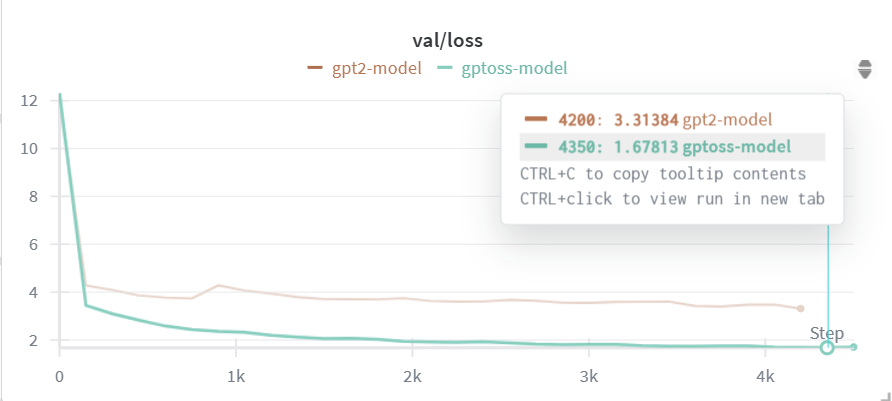 val/loss
gpt2-model gptoss-model
12
10
8
6
4
2
4200: 3.31384 gpt2-model
4350: 1.67813 gptoss-model
CTRL+C to copy tooltip contents
CTRL+click to view run in new tab
Step
0 1k 2k 3k 4k